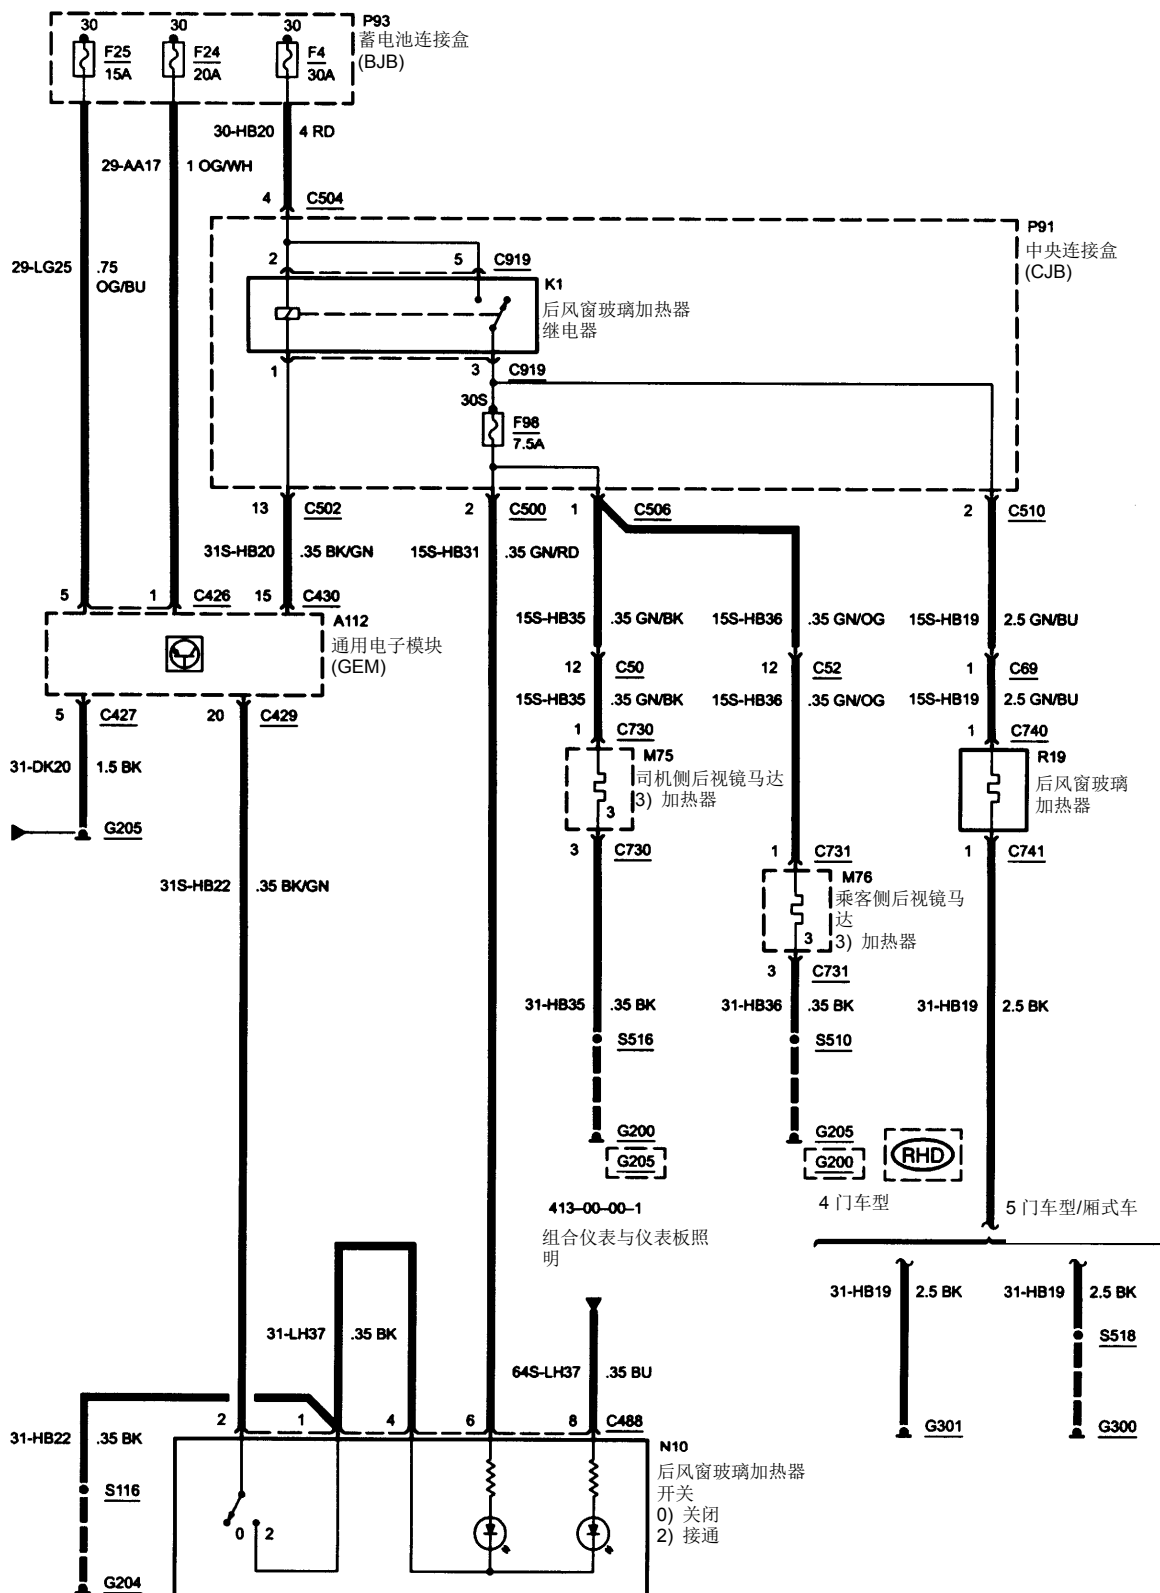 30 30 30 P93
F25 F24 F4 蓄电池连接盒
15A 20A 30A (BJB)
30-HB20 4 RD
29-AA17 1 OG/WH
4 C504
P91
29-LG25 .75 中央连接盒
OG/BU (CJB)
2 5 C919
K1
后风窗玻璃加热器
继电器
1 3 C919
30S
F98
7.5A
13 C502 2 C500 1 C506 2 C510
31S-HB20 .35 BK/GN 15S-HB31 .35 GN/RD
5 1 C426 15 C430
A112 15S-HB35 .35 GN/BK 15S-HB36 .35 GN/OG 15S-HB19 2.5 GN/BU
通用电子模块
(GEM) 12 C50 12 C52 1 C69
15S-HB35 .35 GN/BK 15S-HB36 .35 GN/OG 15S-HB19 2.5 GN/BU
5 C427 20 C429
1 C730 1 C740
M75 R19
31-DK20 1.5 BK 司机侧后视镜马达 后风窗玻璃
3) 加热器 加热器
3
G205
3 C730 1 C741
1 C731
31S-HB22 .35 BK/GN M76
乘客侧后视镜马
达
3 3) 加热器
3 C731
31-HB35 .35 BK 31-HB36 .35 BK 31-HB19 2.5 BK
S516 S510
G200 G205
G205 G200 RHD
413-00-00-1 4 门车型 5 门车型/厢式车
组合仪表与仪表板照
明
31-HB19 2.5 BK 31-HB19 2.5 BK
31-LH37 .35 BK S518
64S-LH37 .35 BU
2 1 4 6 8 C488
G301 G300
31-HB22 .35 BK N10
后风窗玻璃加热器
S116 开关
0) 关闭
0 2 2) 接通
G204